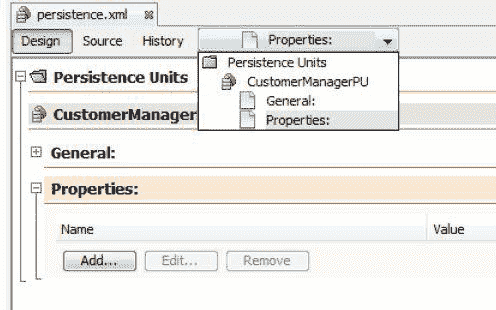 persistence.xml
Design Source History Properties:
Persistence Units
CustomerManagerPU
General:
Properties:
Persistence Units
CustomerManager
General:
Properties:
Name Value
Add... Edit... Remove